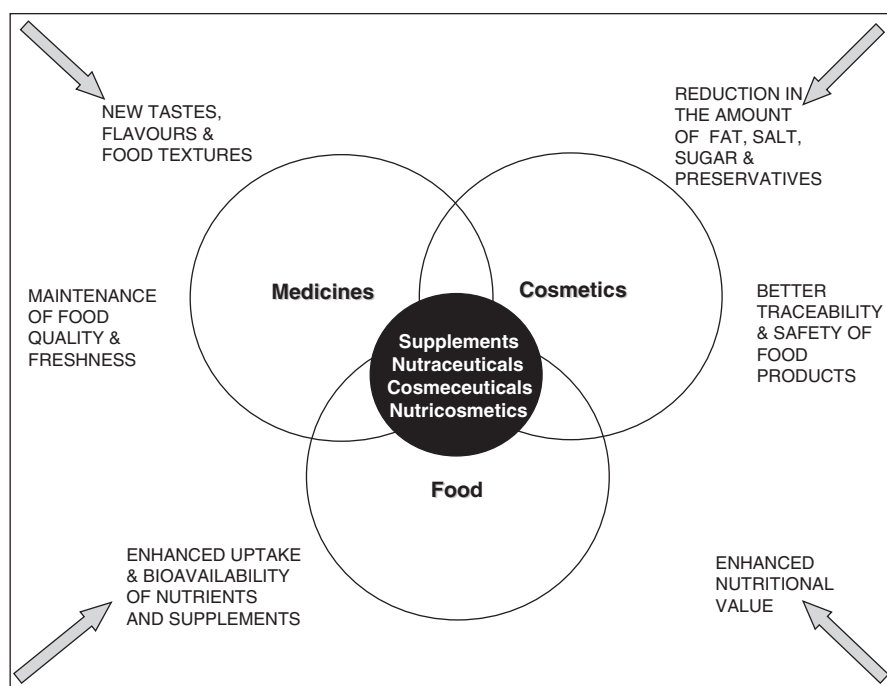 NEW TASTES,
FLAVOURS &
FOOD TEXTURES
REDUCTION IN
THE AMOUNT
OF FAT, SALT,
SUGAR &
PRESERVATIVES
MAINTENANCE
OF FOOD
QUALITY &
FRESHNESS
Medicines
Cosmetics
BETTER
TRACEABILITY
& SAFETY OF
FOOD
PRODUCTS
Supplements
Nutraceuticals
Cosmeceuticals
Nutricosmetics
Food
ENHANCED UPTAKE
& BIOAVAILABILITY
OF NUTRIENTS
AND SUPPLEMENTS
ENHANCED
NUTRITIONAL
VALUE